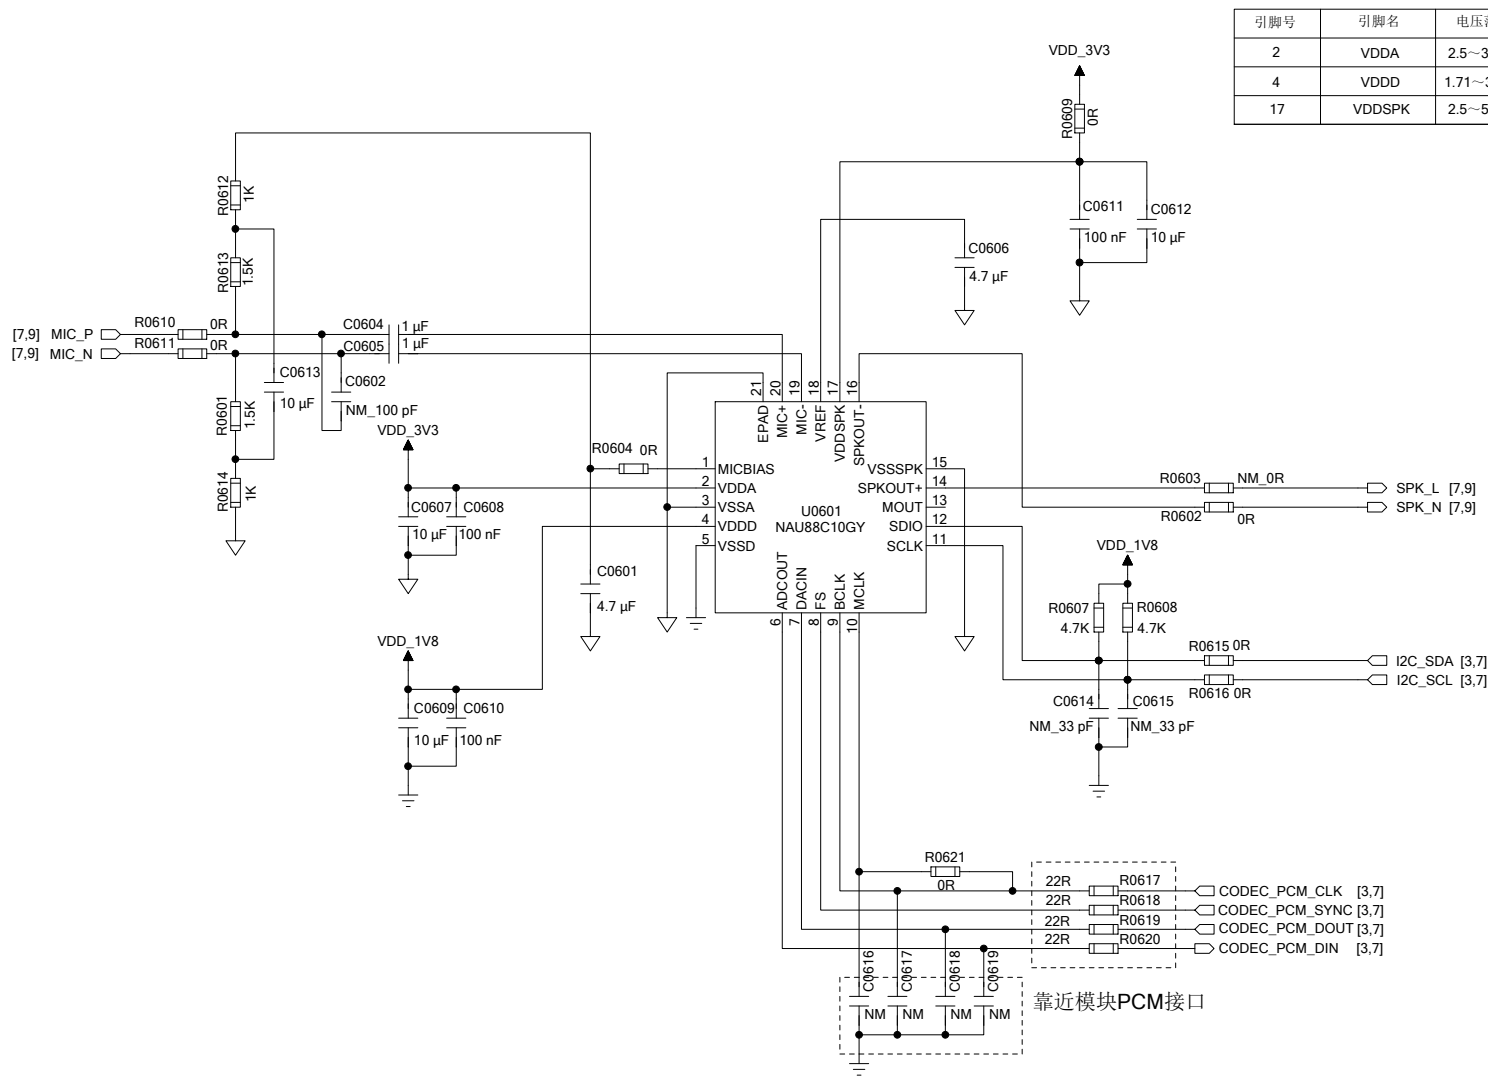 引脚号 引脚名 电压
2 VDDA 2.5～3
4 VDDD 1.71～
17 VDDSPK 2.5～5
VDD_3V3
R0609
0R
C0611
100 nF
C0612
10 µF
C0606
4.7 µF
R0612
1K
R0613
1.5K
[7,9] MIC_P
R0610 0R
[7,9] MIC_N
R0611 0R
C0604 1 µF
C0605 1 µF
C0613
10 µF
C0602
NM_100 pF
R0601
1.5K
R0614
1K
VDD_3V3
C0607
10 µF
C0608
100 nF
R0604 0R
C0601
4.7 µF
VDD_1V8
C0609
10 µF
C0610
100 nF
21 20 19 18 17 16
EPAD MIC+ MIC- VREF VDDSPK SPKOUT-
1 MICBIAS
2 VDDA
3 VSSA
4 VDDD
5 VSSD
U0601
NAU88C10GY
VSSSPK 15
SPKOUT+ 14
MOUT 13
SDIO 12
SCLK 11
ADCOUT DACIN FS BCLK MCLK
6 7 8 9 10
R0603 NM_0R
SPK_L [7,9]
R0602 0R
SPK_N [7,9]
VDD_1V8
R0607
4.7K
R0608
4.7K
R0615 0R
I2C_SDA [3,7]
R0616 0R
I2C_SCL [3,7]
C0614
NM_33 pF
C0615
NM_33 pF
R0621
0R
22R R0617 CODEC_PCM_CLK [3,7]
22R R0618 CODEC_PCM_SYNC [3,7]
22R R0619 CODEC_PCM_DOUT [3,7]
22R R0620 CODEC_PCM_DIN [3,7]
C0616 C0617 C0618 C0619
NM NM NM NM
靠近模块PCM接口